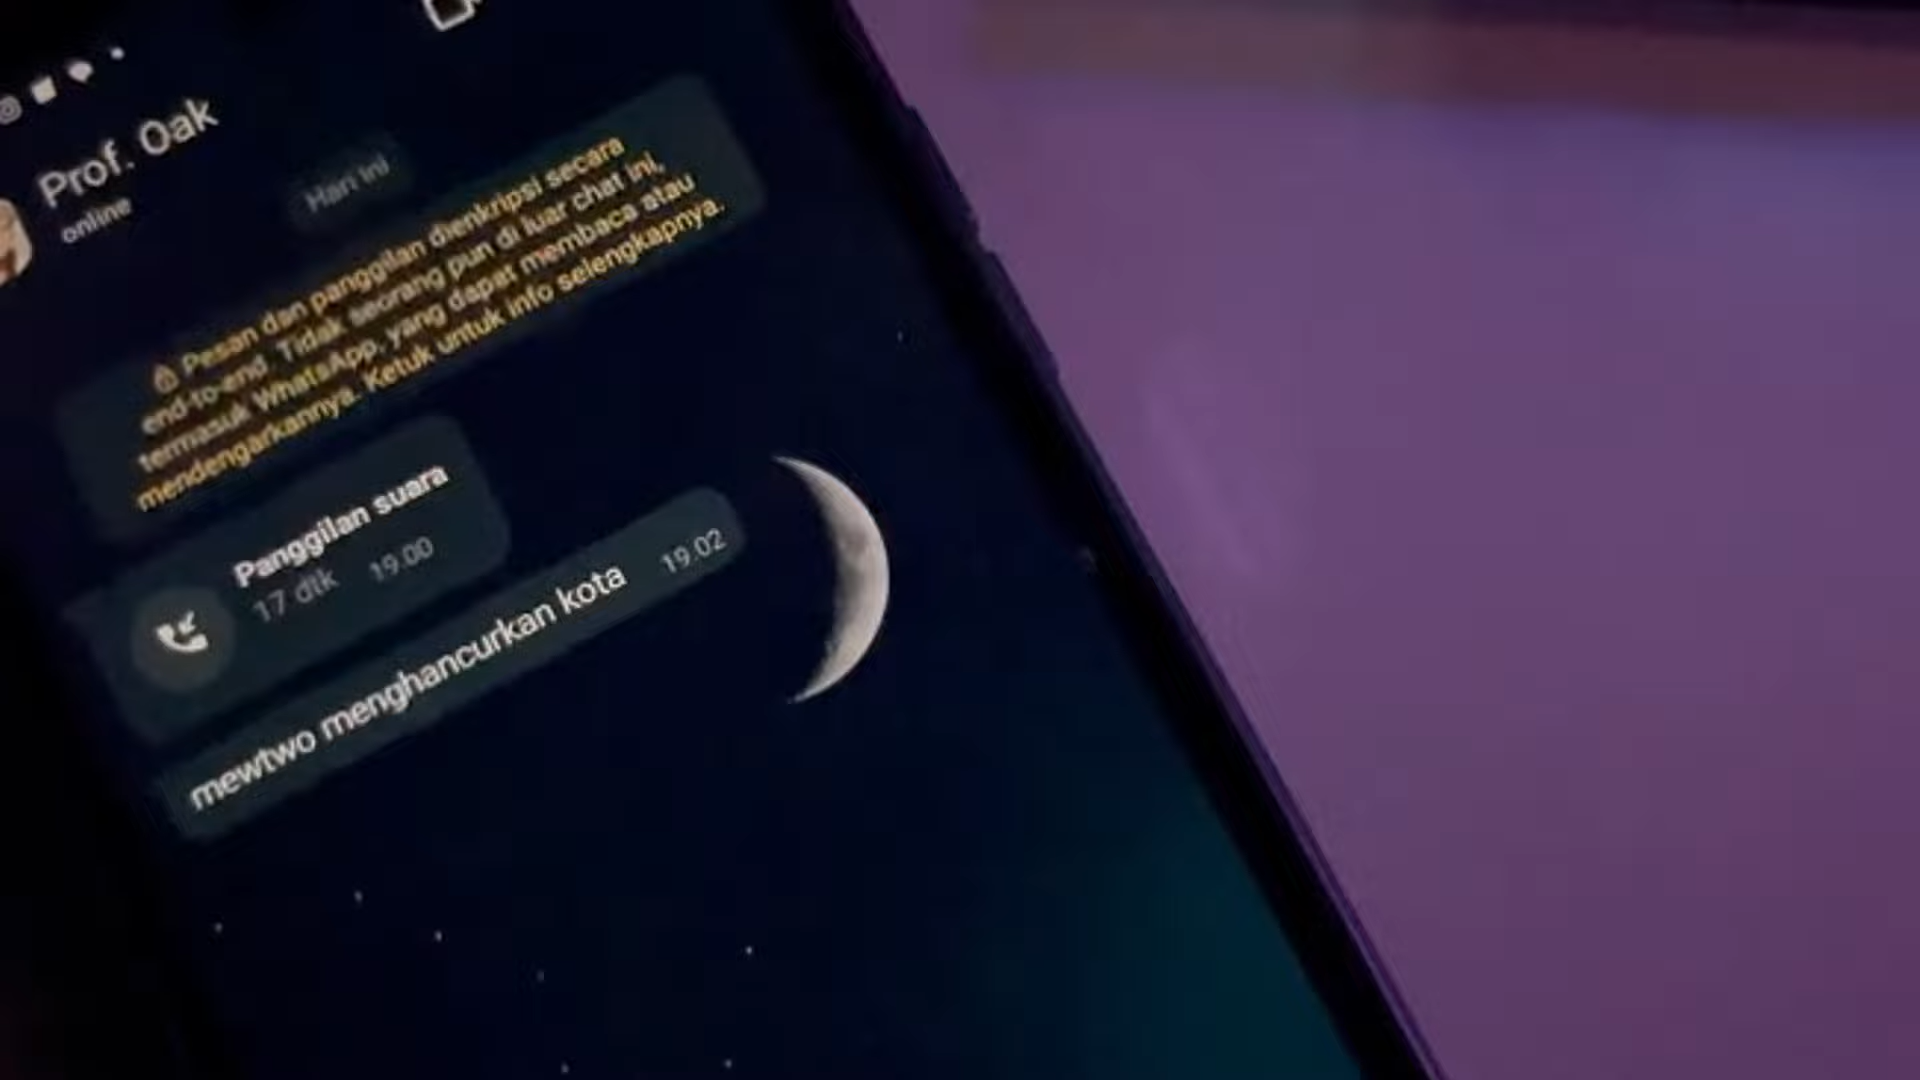 Prof. Oak
online
Hari Ini
Pesan dan panggilan dienkripsi secara
end-to-end. Tidak seorang pun di luar chat ini,
termasuk WhatsApp, yang dapat membaca atau
mendengarkannya. Ketuk untuk info selengkapnya.
Panggilan suara
17 dtk 19.00
mewtwo menghancurkan kota 19.02